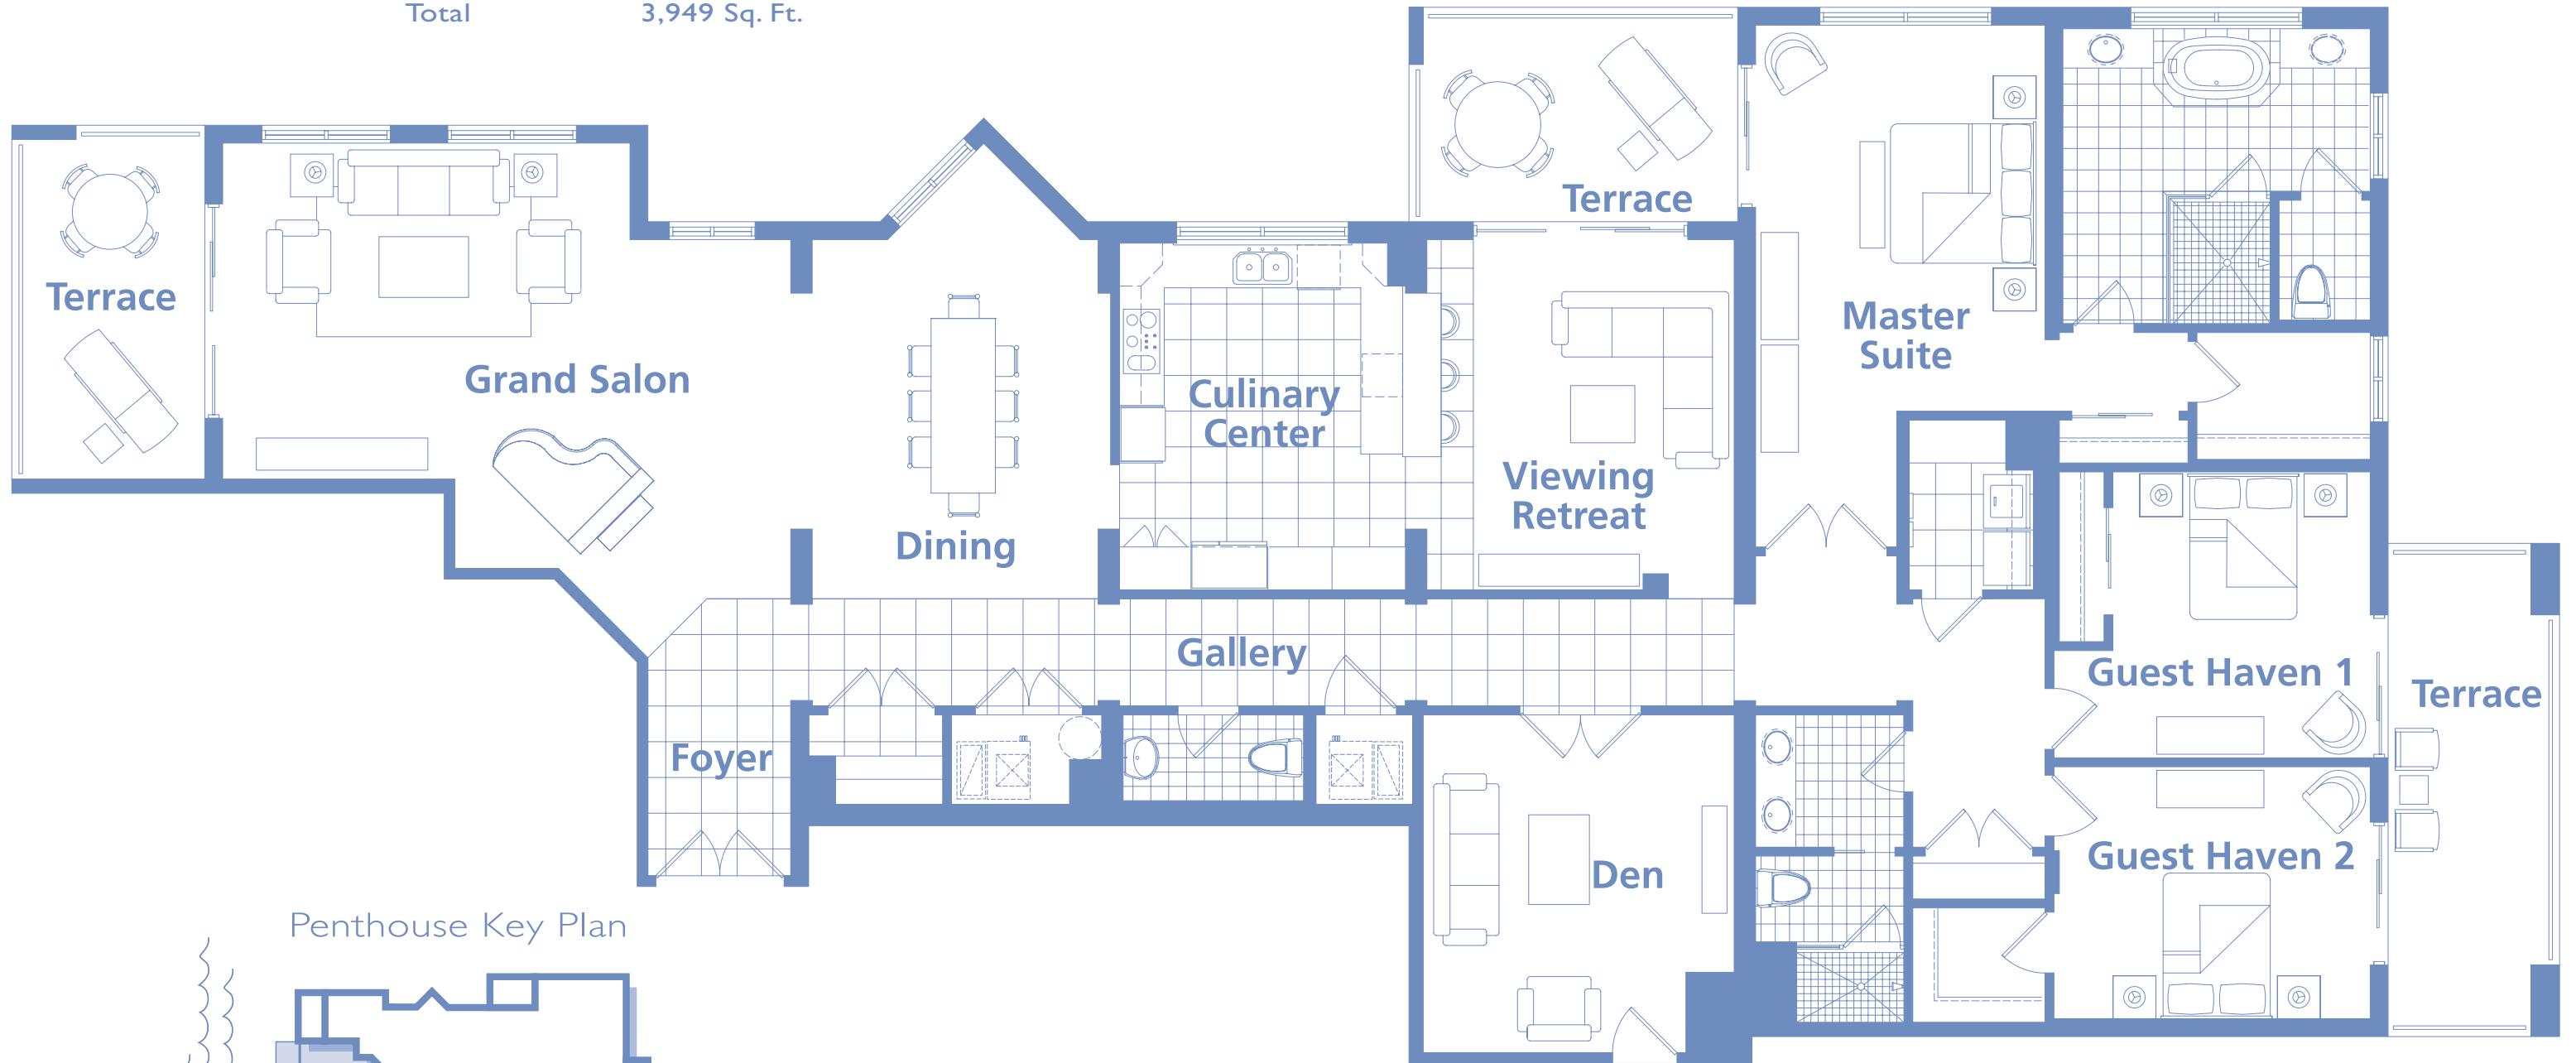 Total 3,949 Sq. Ft.
Terrace
Terrace
Grand Salon
Master
Suite
Culinary
Center
Viewing
Retreat
Dining
Gallery
Guest Haven 1
Terrace
Foyer
Guest Haven 2
Den
Penthouse Key Plan